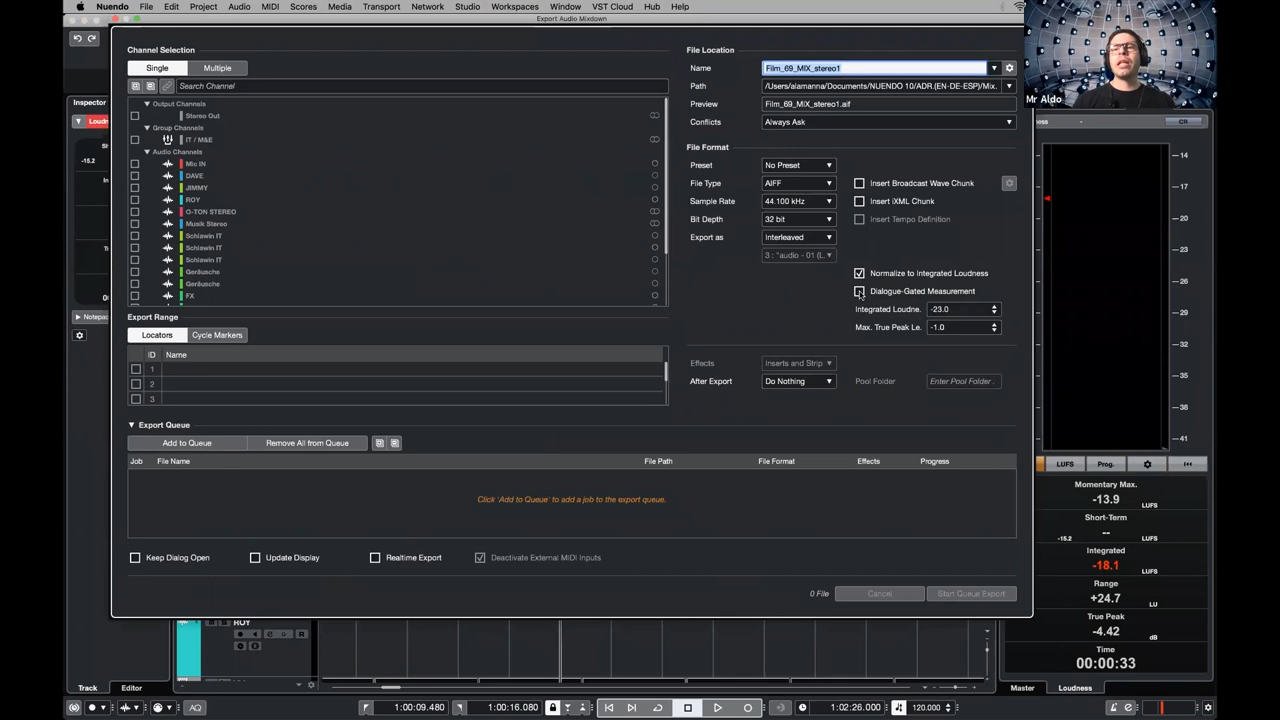 Nuendo File Edit Project Audio MIDI Scores Media Transport Network Studio Workspaces Window VST Cloud Hub Help
Export Audio Mixdown
Channel Selection
Single Multiple
Search Channel
Output Channels
Stereo Out
Group Channels
IT / M&E
Audio Channels
Mic IN
DAVE
JIMMY
ROY
O-TON STEREO
Musik Stereo
Schlawin IT
Schlawin IT
Schlawin IT
Geräusche
Geräusche
FX
Export Range
Locators Cycle Markers
ID Name
1
2
3
File Location
Name Film_69_MIX_stereo1
Path /Users/alamanna/Documents/NUENDO 10/ADR.(EN-DE-ESP)/Mix.
Preview Film_69_MIX_stereo1.aif
Conflicts Always Ask
File Format
Preset No Preset
File Type AIFF Insert Broadcast Wave Chunk
Sample Rate 44.100 kHz Insert iXML Chunk
Bit Depth 32 bit Insert Tempo Definition
Export as Interleaved
3 : "audio - 01 (L.
Normalize to Integrated Loudness
Dialogue-Gated Measurement
Integrated Loudne. -23.0
Max. True Peak Le. -1.0
Effects Inserts and Strip
After Export Do Nothing Pool Folder Enter Pool Folder .
Export Queue
Add to Queue Remove All from Queue
Job File Name File Path File Format Effects Progress
Click 'Add to Queue' to add a job to the export queue.
Keep Dialog Open Update Display Realtime Export Deactivate External MIDI Inputs
0 File Cancel Start Queue Export
Inspector
Loudn
-15.2
Notepa
Mr Aldo
ness - CR
-14
-17
-20
-23
-26
-29
-32
-35
-38
-41
LUFS Prog.
Momentary Max.
-13.9 LUFS
Short-Term
-15.2 -- LUFS
Integrated
-18.1 LUFS
Range
+24.7 LU
True Peak
-4.42 dB
Time
00:00:33
ROY
R
Track Editor
Master Loudness
AQ 1:00:09.480 1:00:16.080 1:02:26.000 120.000